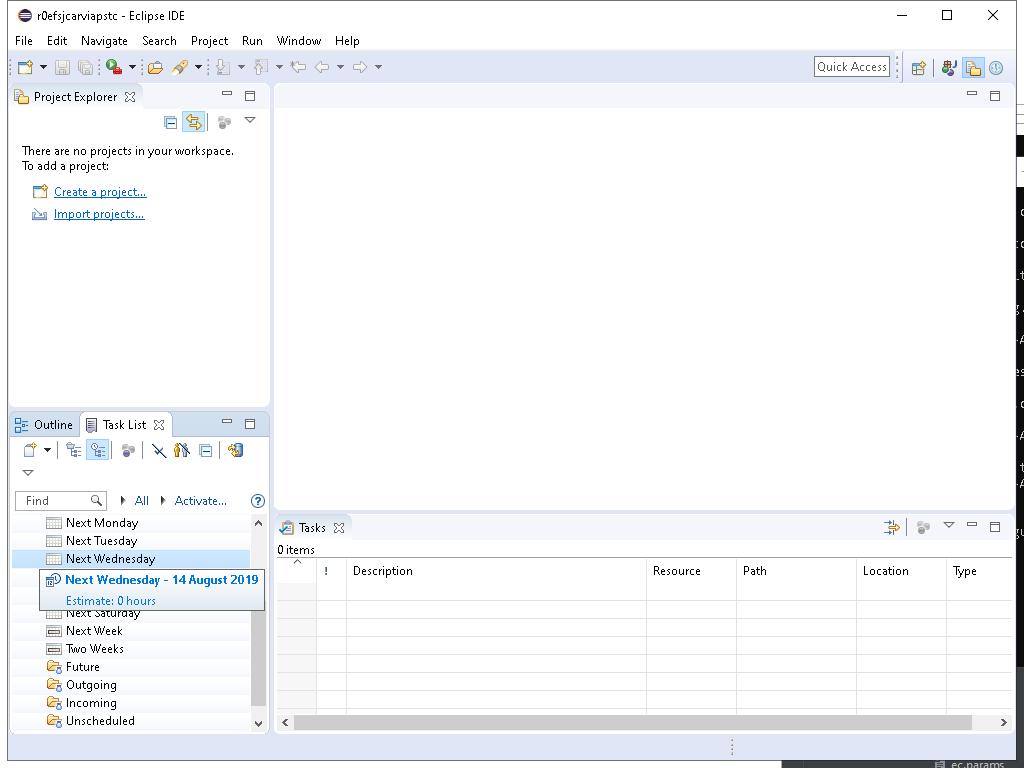 r0efsjcarviapstc - Eclipse IDE
File Edit Navigate Search Project Run Window Help
Quick Access
Project Explorer
There are no projects in your workspace.
To add a project:
Create a project...
Import projects...
Outline Task List
Find All Activate...
Next Monday
Next Tuesday
Next Wednesday
Next Wednesday - 14 August 2019
Estimate: 0 hours
Next Saturday
Next Week
Two Weeks
Future
Outgoing
Incoming
Unscheduled
Tasks
0 items
! Description Resource Path Location Type
ec.params